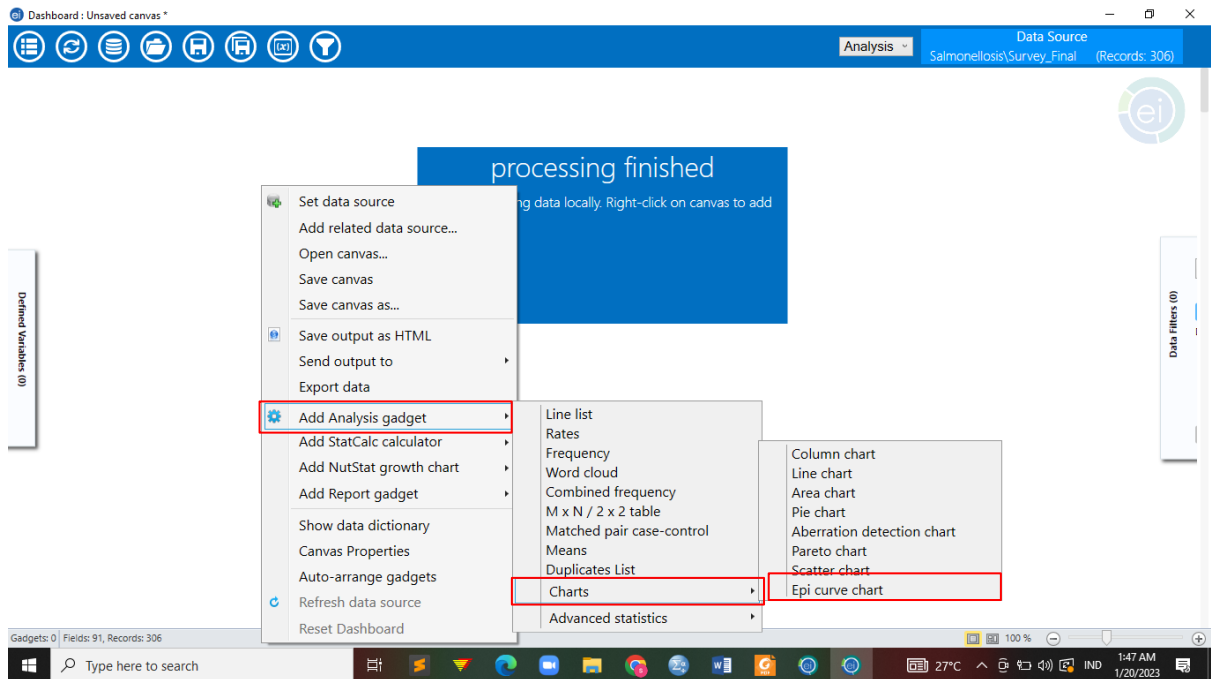 Dashboard : Unsaved canvas *
Analysis
Data Source
Salmonellosis\Survey_Final (Records: 306)
ei
processing finished
ng data locally. Right-click on canvas to add
Set data source
Add related data source...
Open canvas...
Save canvas
Save canvas as...
Save output as HTML
Send output to
Export data
Add Analysis gadget
Add StatCalc calculator
Add NutStat growth chart
Add Report gadget
Show data dictionary
Canvas Properties
Auto-arrange gadgets
Refresh data source
Reset Dashboard
Line list
Rates
Frequency
Word cloud
Combined frequency
M x N / 2 x 2 table
Matched pair case-control
Means
Duplicates List
Charts
Advanced statistics
Column chart
Line chart
Area chart
Pie chart
Aberration detection chart
Pareto chart
Scatter chart
Epi curve chart
Defined Variables (0)
Data Filters (0)
Gadgets: 0 Fields: 91, Records: 306
100 %
Type here to search
27°C
IND
1:47 AM
1/20/2023